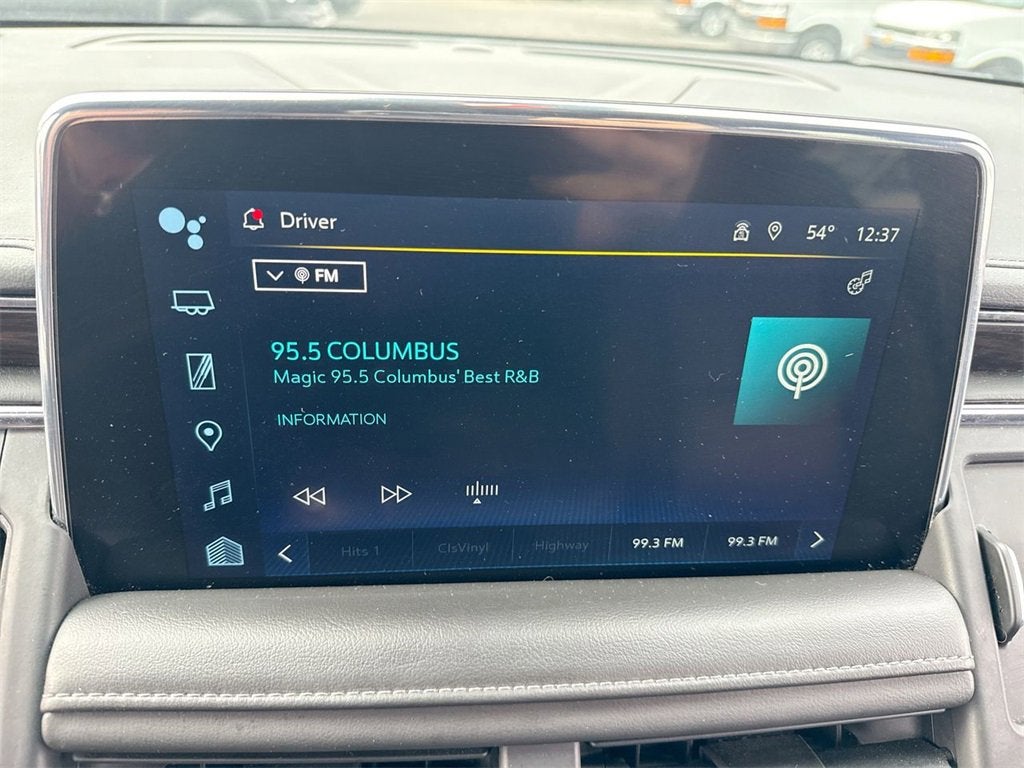 Driver
54° 12:37
FM
95.5 COLUMBUS
Magic 95.5 Columbus' Best R&B
INFORMATION
Hits 1 ClsVinyl Highway 99.3 FM 99.3 FM